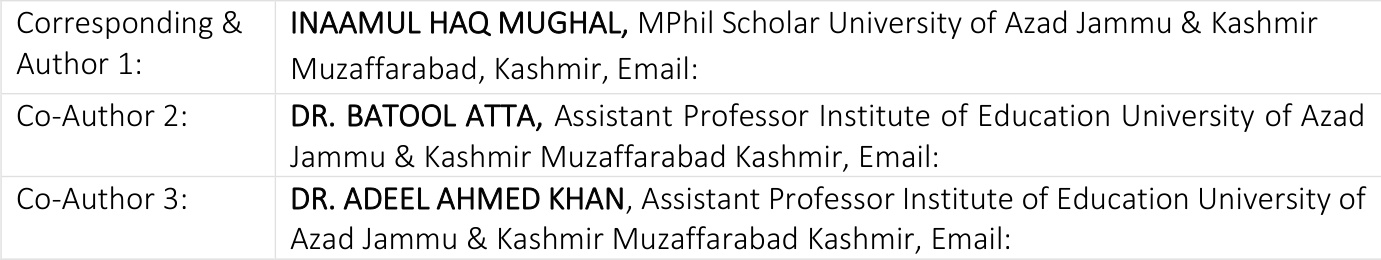 Corresponding & Author 1:
INAAMUL HAQ MUGHAL, MPhil Scholar University of Azad Jammu & Kashmir
Muzaffarabad, Kashmir, Email:
Co-Author 2:
DR. BATOOL ATTA, Assistant Professor Institute of Education University of Azad
Jammu & Kashmir Muzaffarabad Kashmir, Email:
Co-Author 3:
DR. ADEEL AHMED KHAN, Assistant Professor Institute of Education University of
Azad Jammu & Kashmir Muzaffarabad Kashmir, Email: